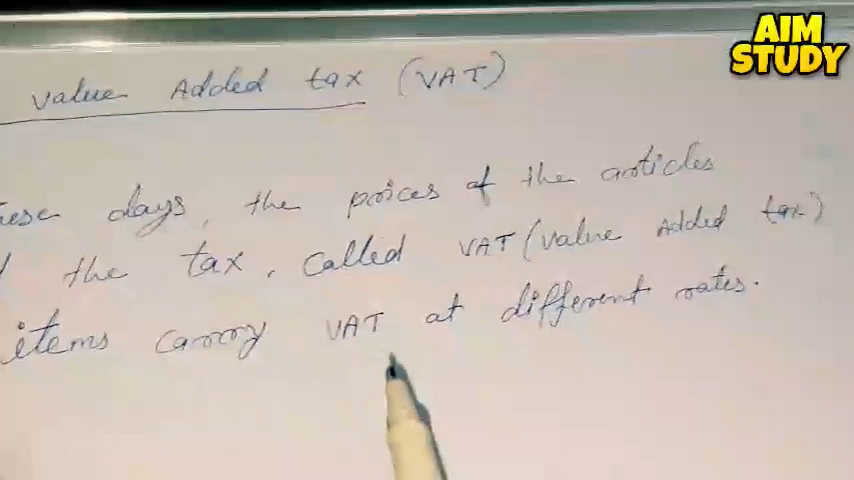 AIM
STUDY
Value Added tax (VAT)
days, the prices of the articles
the tax, called VAT (Value Added tax)
items carry VAT at different rates.